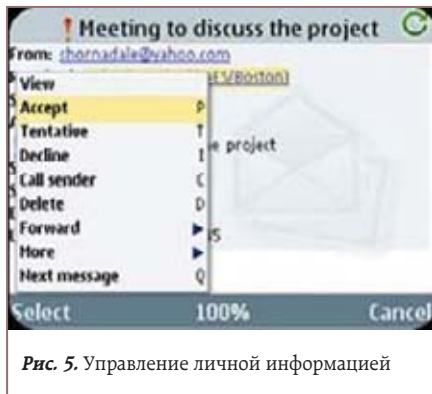 ! Meeting to discuss the project
From: thornadale@yahoo.com
View
Accept P
Tentative T
e project
Decline I
Call sender C
Delete D
Forward
More
Next message Q
Select 100% Cancel
Рис. 5. Управление личной информацией